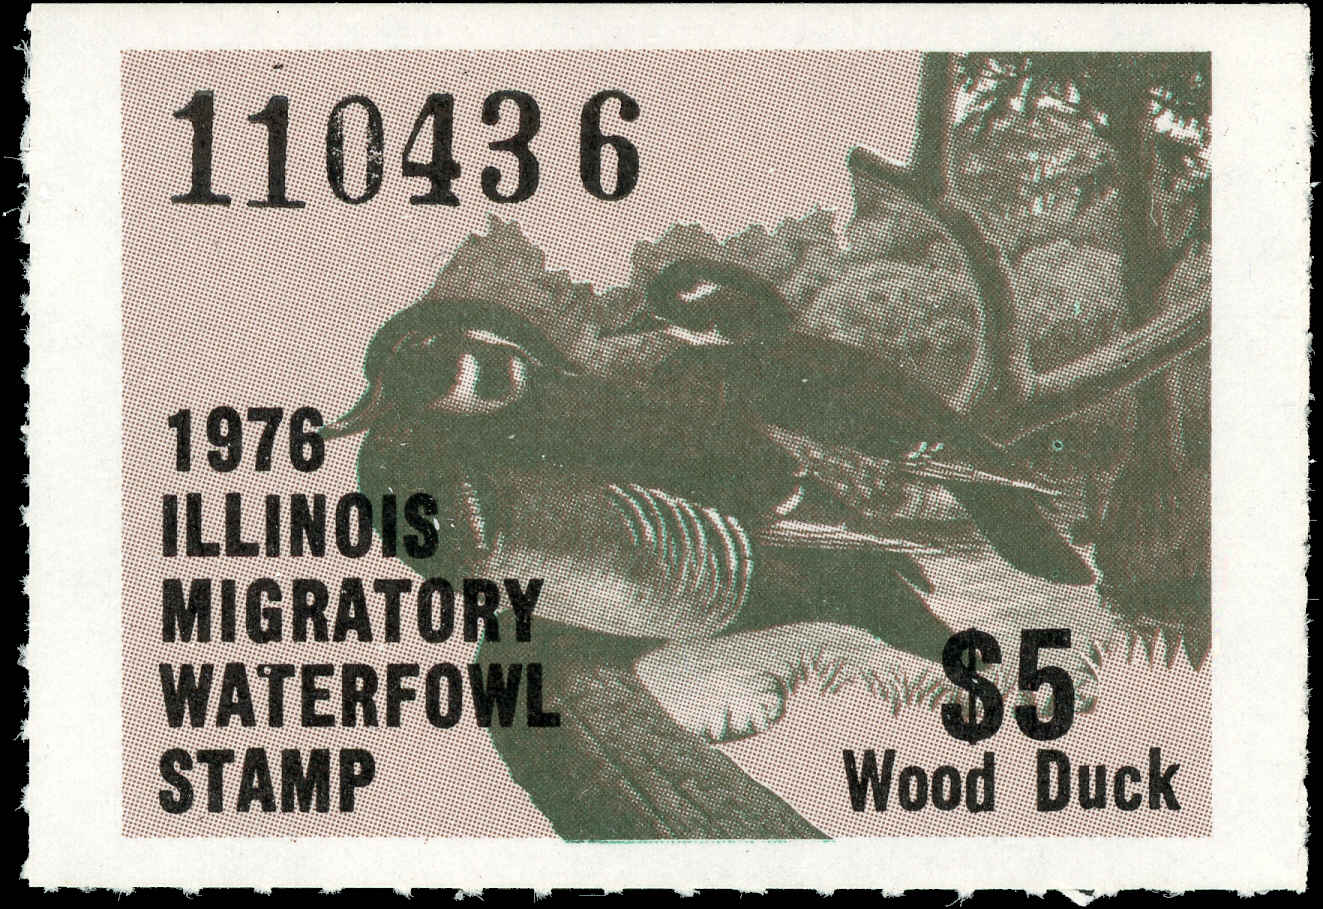 110436
1976
ILLINOIS
MIGRATORY
WATERFOWL
STAMP
$5
Wood Duck